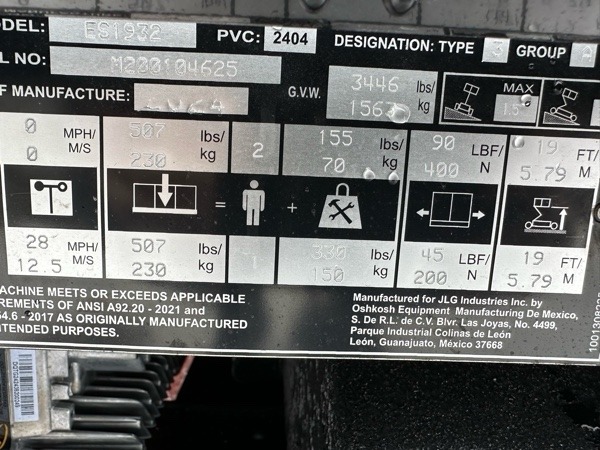 DEL: ES1932 PVC: 2404 DESIGNATION: TYPE 3 GROUP A
L NO: M230104625
F MANUFACTURE: G.V.W. 3446 lbs/ MAX
kg 1.5°
0 MPH/ 507 lbs/ 2 155 lbs/ 90 LBF/ 19 FT/
0 M/S 230 kg 70 kg 400 N 5.79 M
= +
28 MPH/ 507 lbs/ 1 330 lbs/ 45 LBF/ 19 FT/
12.5 M/S 230 kg 150 kg 200 N 5.79 M
ACHINE MEETS OR EXCEEDS APPLICABLE
REMENTS OF ANSI A92.20 - 2021 and
54.6 - 2017 AS ORIGINALLY MANUFACTURED
NTENDED PURPOSES.
Manufactured for JLG Industries Inc. by
Oshkosh Equipment Manufacturing De Mexico,
S. De R.L. de C.V. Blvr. Las Joyas, No. 4499,
Parque Industrial Colinas de León
León, Guanajuato, México 37668